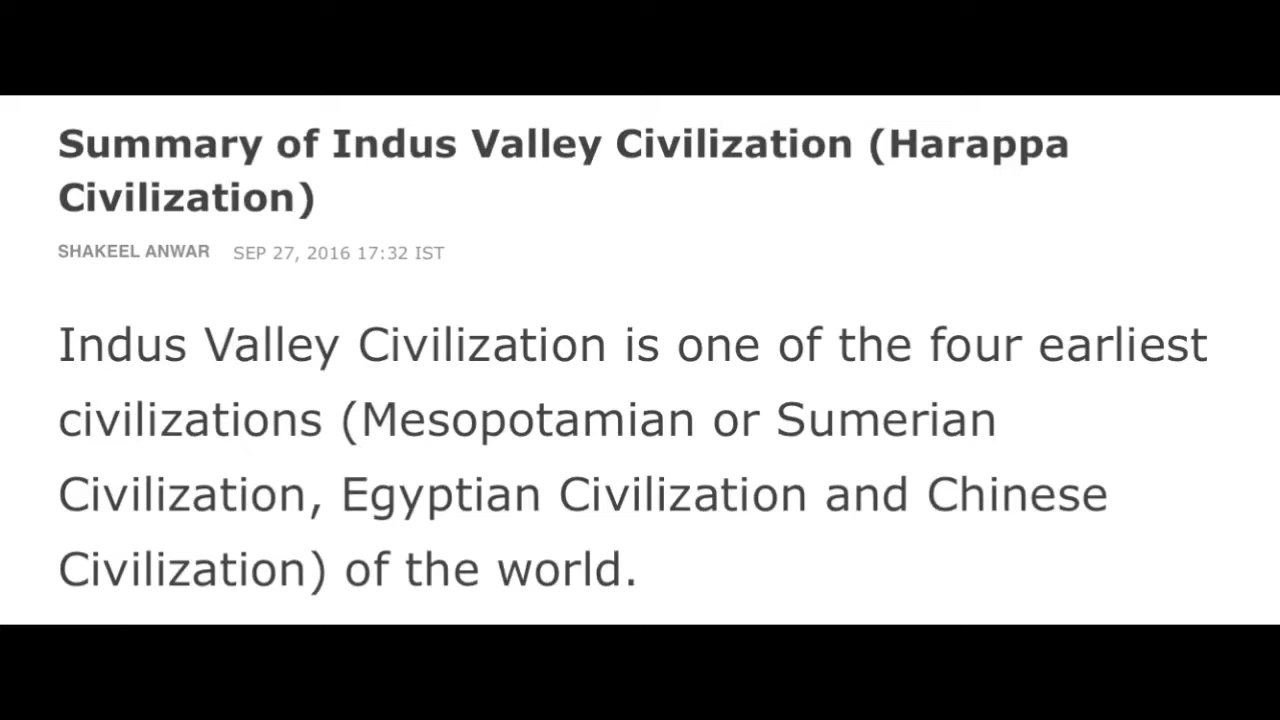 Summary of Indus Valley Civilization (Harappa
Civilization)
SHAKEEL ANWAR SEP 27, 2016 17:32 IST
Indus Valley Civilization is one of the four earliest
civilizations (Mesopotamian or Sumerian
Civilization, Egyptian Civilization and Chinese
Civilization) of the world.